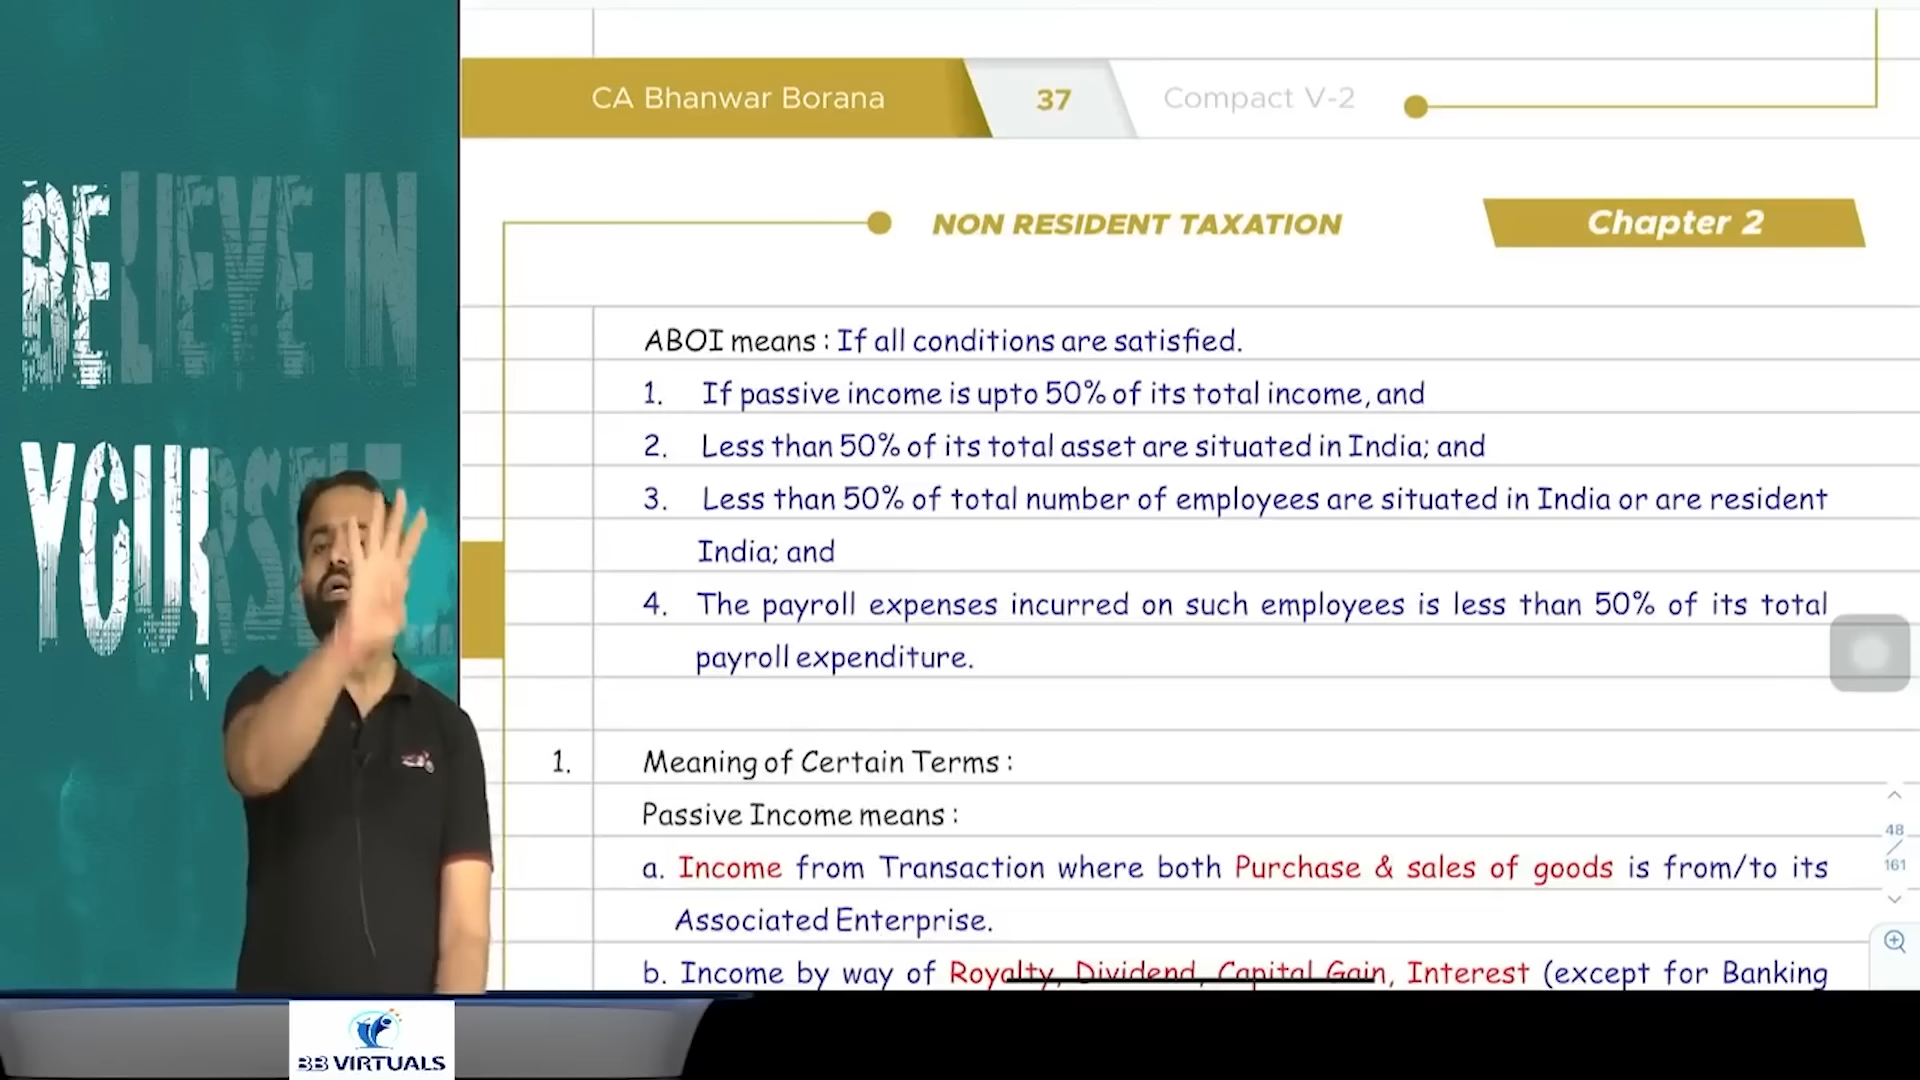 BELIEVE IN
CA Bhanwar Borana
37
Compact V-2
NON RESIDENT TAXATION
Chapter 2
ABOI means : If all conditions are satisfied.
1. If passive income is upto 50% of its total income, and
2. Less than 50% of its total asset are situated in India; and
3. Less than 50% of total number of employees are situated in India or are resident
India; and
4. The payroll expenses incurred on such employees is less than 50% of its total
payroll expenditure.
1. Meaning of Certain Terms :
Passive Income means :
a. Income from Transaction where both Purchase & sales of goods is from/to its
Associated Enterprise.
b. Income by way of Royalty, Dividend, Capital Gain, Interest (except for Banking
48
/
161
BB VIRTUALS